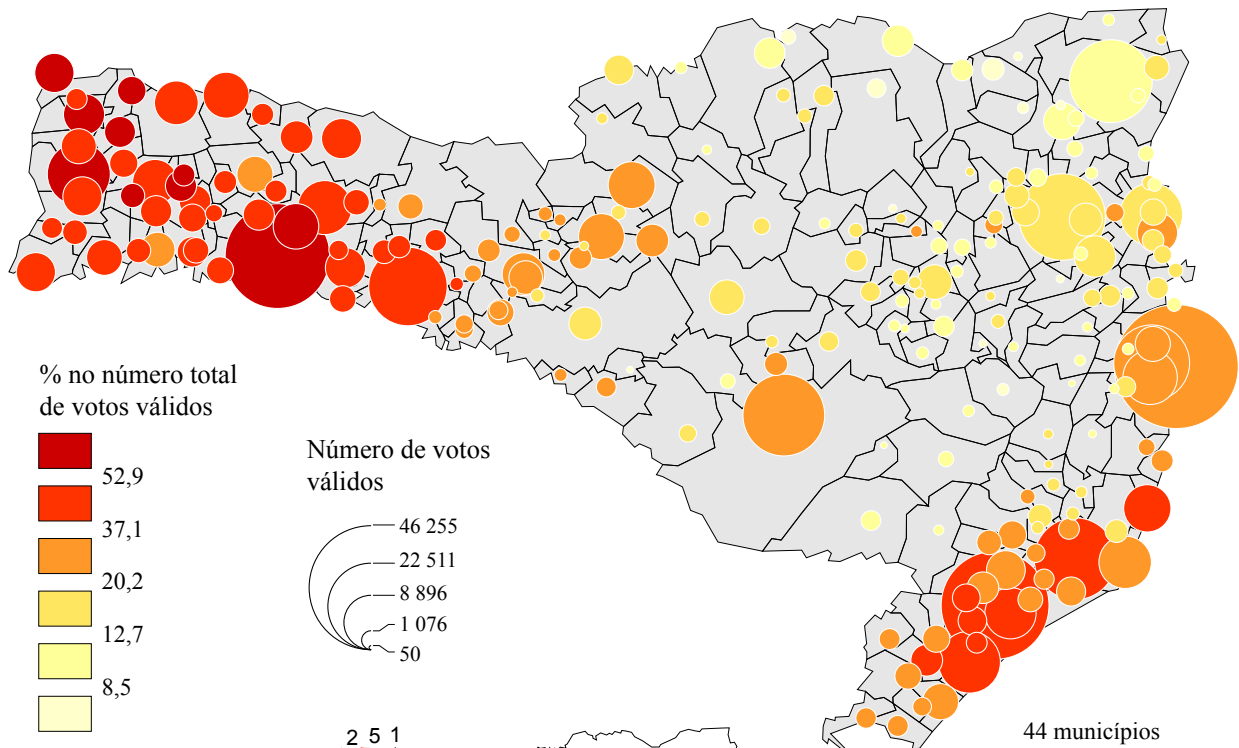 % no número total
de votos válidos
52,9
37,1
20,2
12,7
8,5
Número de votos
válidos
46 255
22 511
8 896
1 076
50
2 5 1
44 municípios